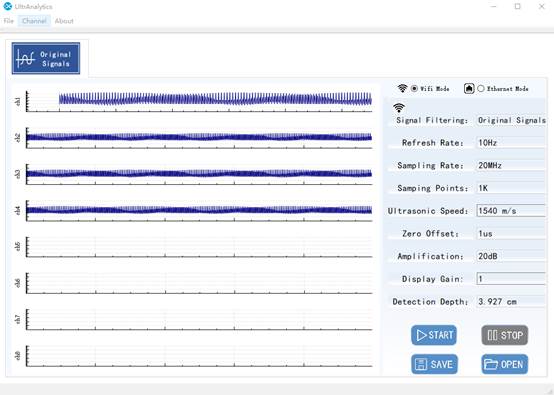 UltrAnalytics
File Channel About
Original
Signals
Wifi Mode Ethernet Mode
ch1
ch2
ch3
ch4
ch5
ch6
ch7
ch8
Signal Filtering: Original Signals
Refresh Rate: 10Hz
Sampling Rate: 20MHz
Samping Points: 1K
Ultrasonic Speed: 1540 m/s
Zero Offset: 1us
Amplification: 20dB
Display Gain: 1
Detection Depth: 3.927 cm
START STOP
SAVE OPEN